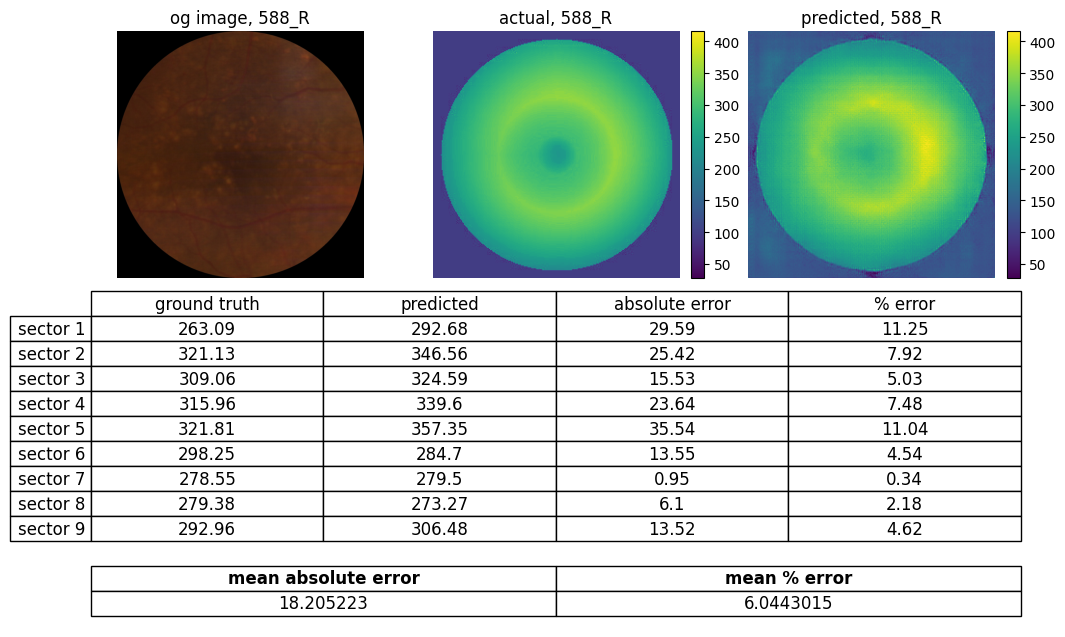 og image, 588_R
actual, 588_R
predicted, 588_R
400
350
300
250
200
150
100
50
400
350
300
250
200
150
100
50
ground truth predicted absolute error % error
sector 1 263.09 292.68 29.59 11.25
sector 2 321.13 346.56 25.42 7.92
sector 3 309.06 324.59 15.53 5.03
sector 4 315.96 339.6 23.64 7.48
sector 5 321.81 357.35 35.54 11.04
sector 6 298.25 284.7 13.55 4.54
sector 7 278.55 279.5 0.95 0.34
sector 8 279.38 273.27 6.1 2.18
sector 9 292.96 306.48 13.52 4.62
mean absolute error mean % error
18.205223 6.0443015